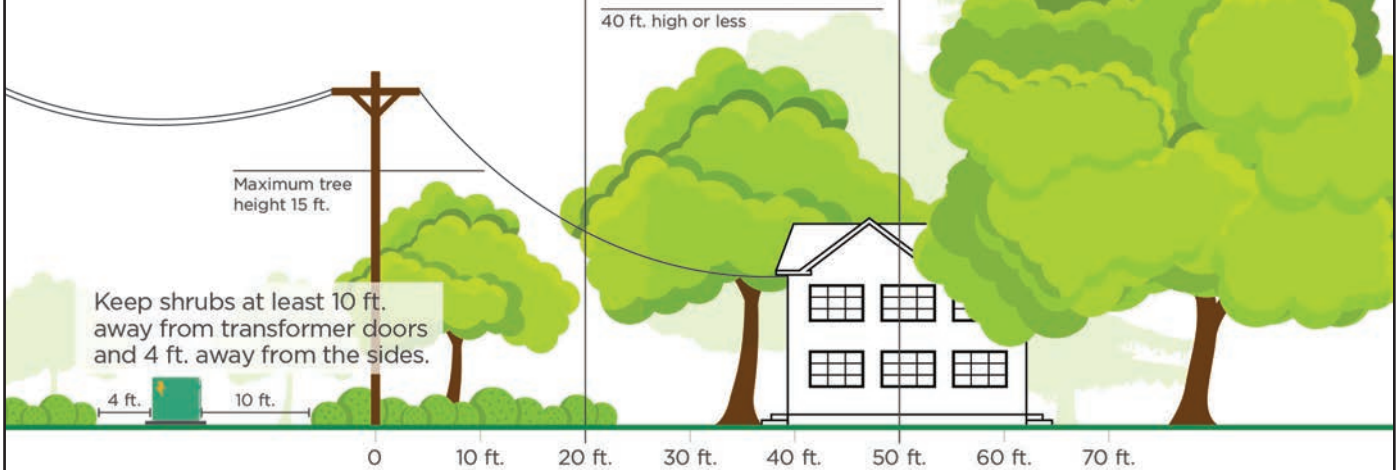 40 ft. high or less
Maximum tree
height 15 ft.
Keep shrubs at least 10 ft.
away from transformer doors
and 4 ft. away from the sides.
4 ft.
10 ft.
0
10 ft.
20 ft.
30 ft.
40 ft.
50 ft.
60 ft.
70 ft.